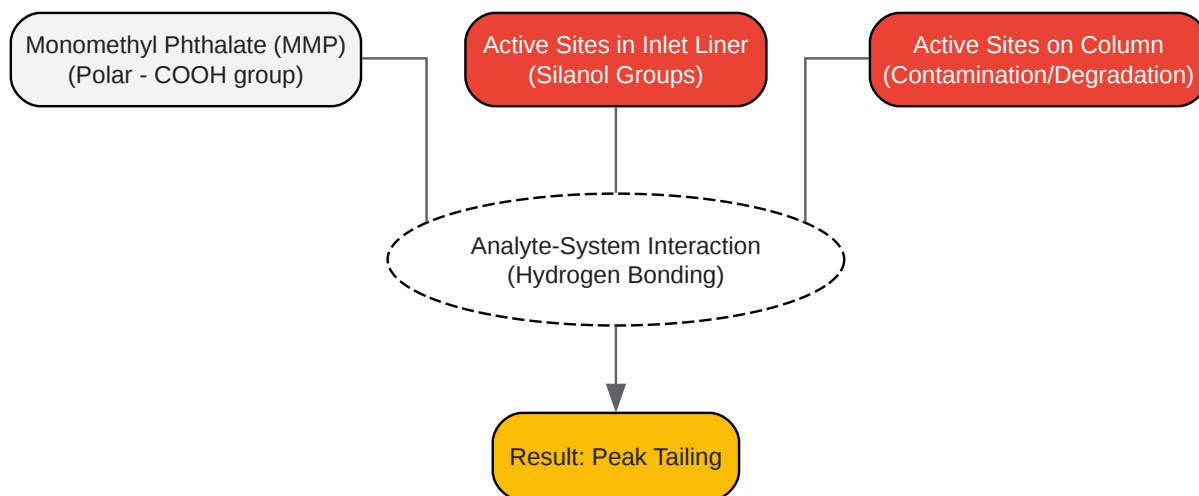 Monomethyl Phthalate (MMP)
(Polar - COOH group)
Active Sites in Inlet Liner
(Silanol Groups)
Active Sites on Column
(Contamination/Degradation)
Analyte-System Interaction
(Hydrogen Bonding)
Result: Peak Tailing